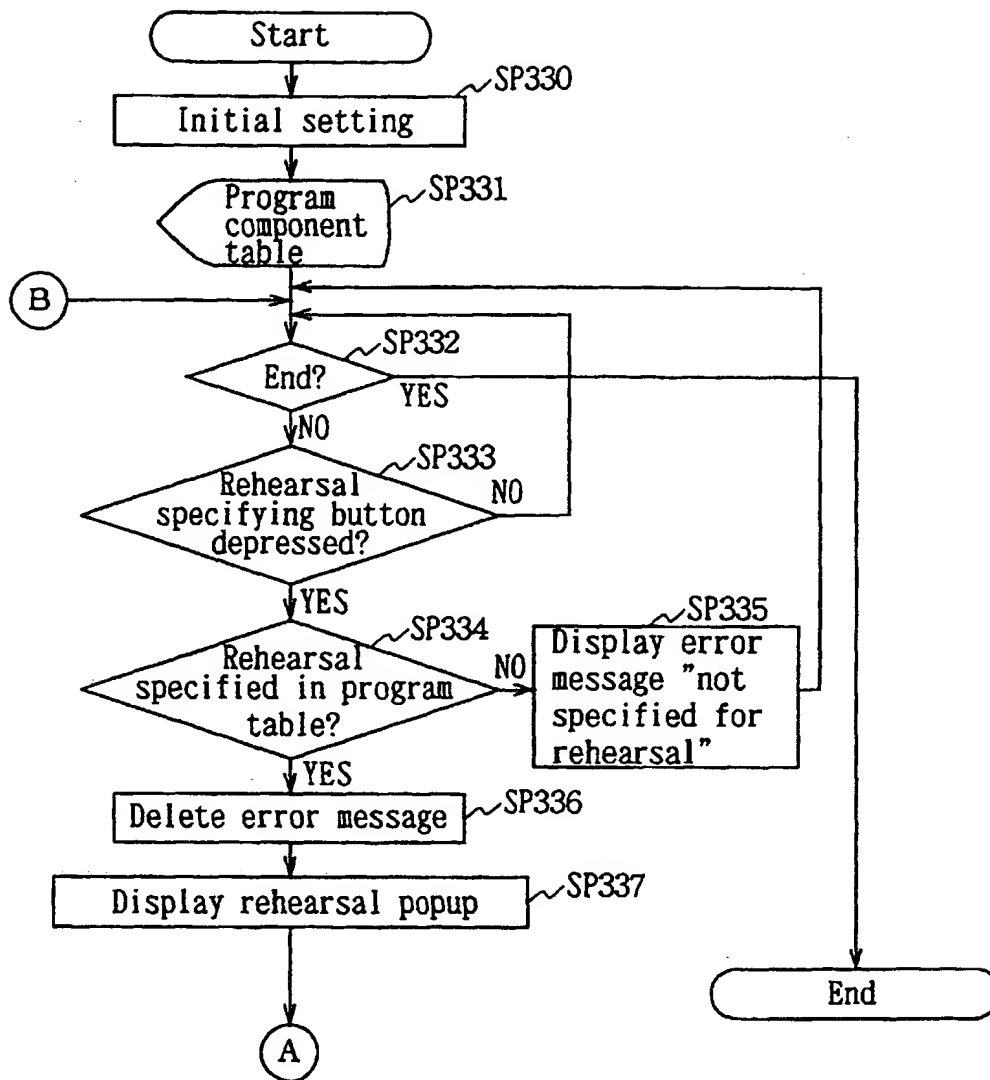 Start
SP330
Initial setting
SP331
Program
component
table
B
SP332
End?
YES
NO
SP333
Rehearsal
specifying button
depressed?
NO
YES
SP334
Rehearsal
specified in program
table?
NO
SP335
Display error
message "not
specified for
rehearsal"
YES
SP336
Delete error message
SP337
Display rehearsal popup
End
A